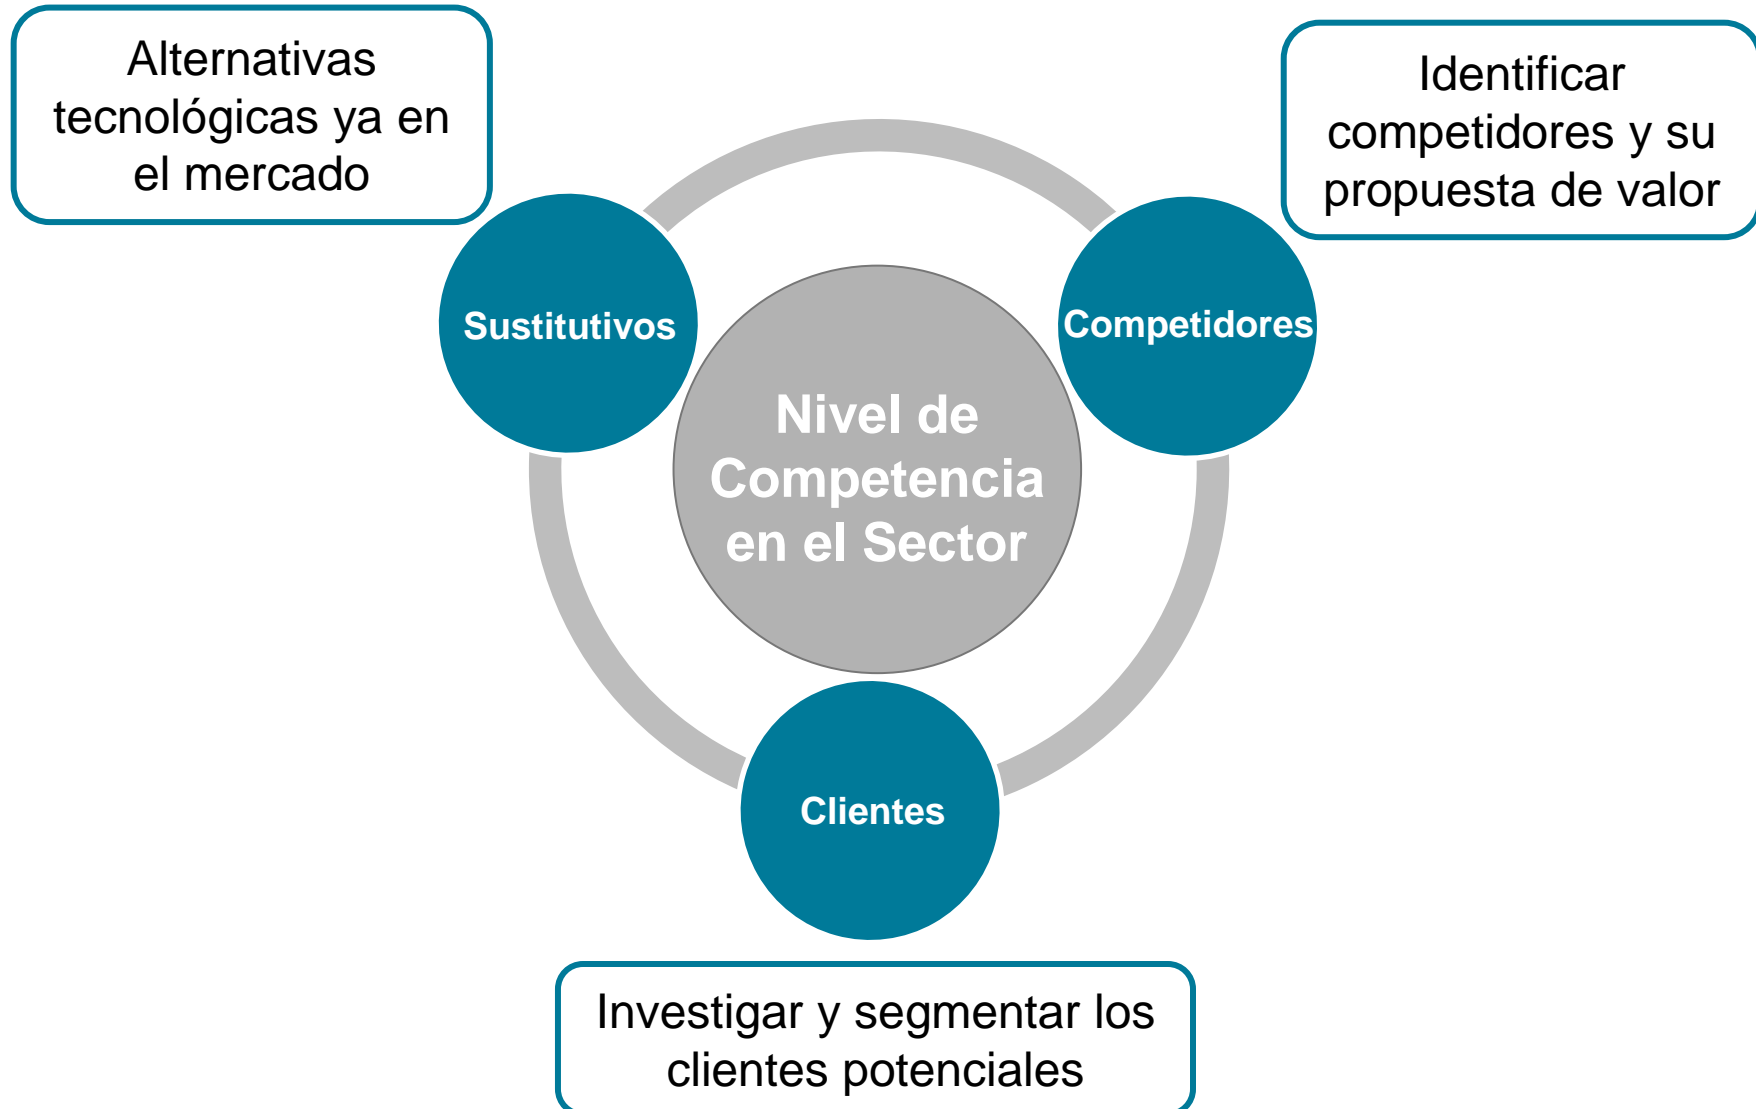 Alternativas
tecnológicas ya en
el mercado
Identificar
competidores y su
propuesta de valor
Sustitutivos
Competidores
Nivel de
Competencia
en el Sector
Clientes
Investigar y segmentar los
clientes potenciales